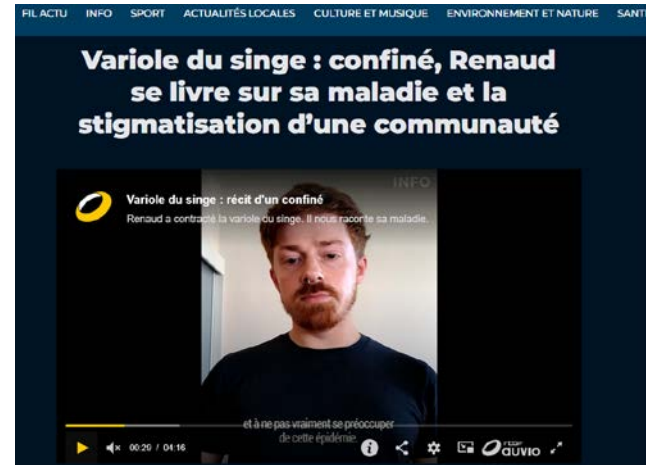 FIL ACTU INFO SPORT ACTUALITÉS LOCALES CULTURE ET MUSIQUE ENVIRONNEMENT ET NATURE SANT
Variole du singe : confiné, Renaud
se livre sur sa maladie et la
stigmatisation d’une communauté
INFO
Variole du singe : récit d'un confiné
Renaud a contracté la variole du singe. Il nous raconte sa maladie.
et à ne pas vraiment se préoccuper
de cette épidémie.
00:29 / 04:16
rtbf auvio